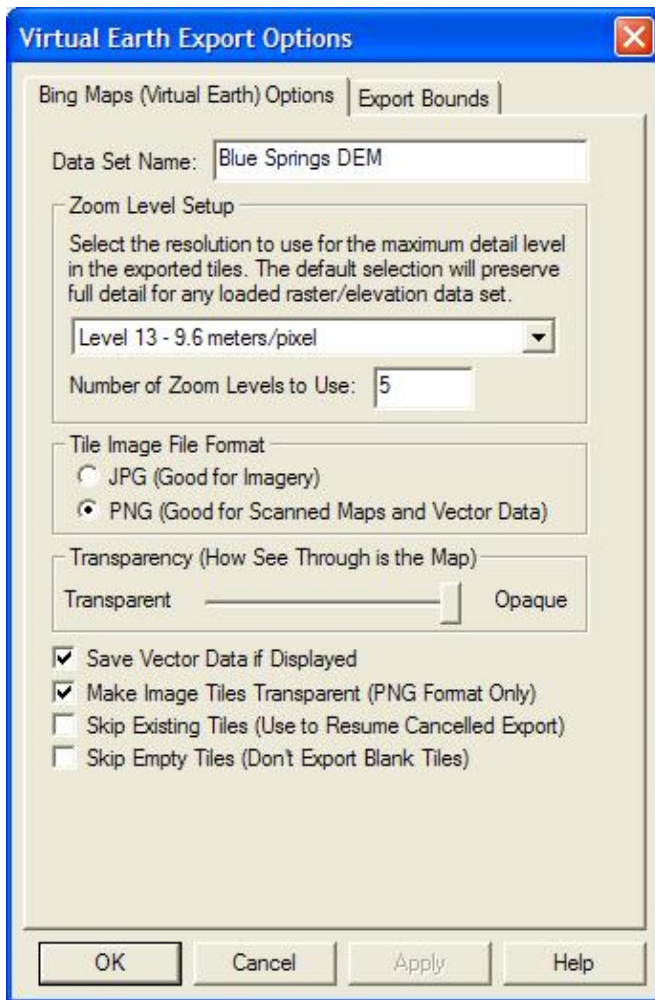 Virtual Earth Export Options
Bing Maps (Virtual Earth) Options
Export Bounds
Data Set Name: Blue Springs DEM
Zoom Level Setup
Select the resolution to use for the maximum detail level
in the exported tiles. The default selection will preserve
full detail for any loaded raster/elevation data set.
Level 13 - 9.6 meters/pixel
Number of Zoom Levels to Use: 5
Tile Image File Format
JPG (Good for Imagery)
PNG (Good for Scanned Maps and Vector Data)
Transparency (How See Through is the Map)
Transparent Opaque
Save Vector Data if Displayed
Make Image Tiles Transparent (PNG Format Only)
Skip Existing Tiles (Use to Resume Cancelled Export)
Skip Empty Tiles (Don't Export Blank Tiles)
OK Cancel Apply Help